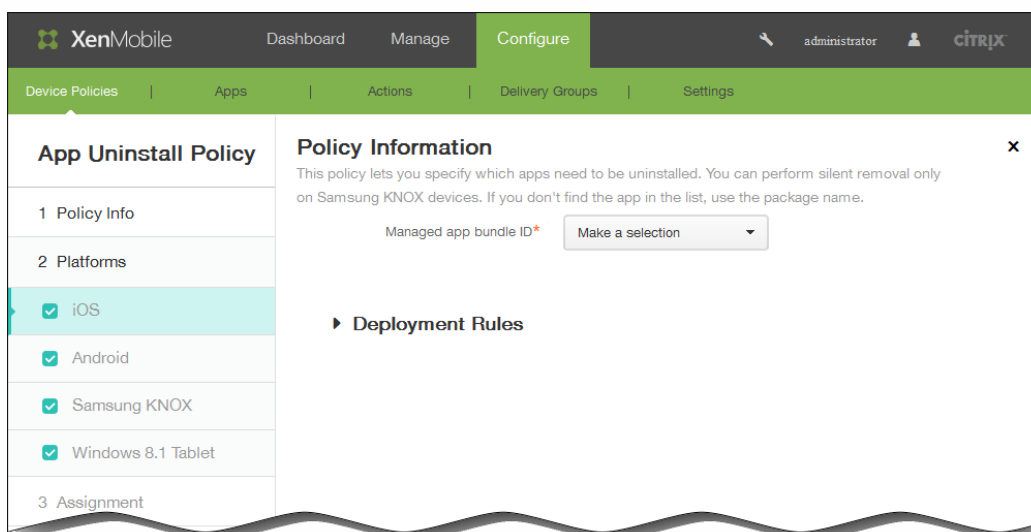 XenMobile Dashboard Manage Configure administrator CİTRIX
Device Policies | Apps | Actions | Delivery Groups | Settings
App Uninstall Policy
1 Policy Info
2 Platforms
iOS
Android
Samsung KNOX
Windows 8.1 Tablet
3 Assignment
Policy Information
This policy lets you specify which apps need to be uninstalled. You can perform silent removal only
on Samsung KNOX devices. If you don't find the app in the list, use the package name.
Managed app bundle ID* Make a selection
Deployment Rules